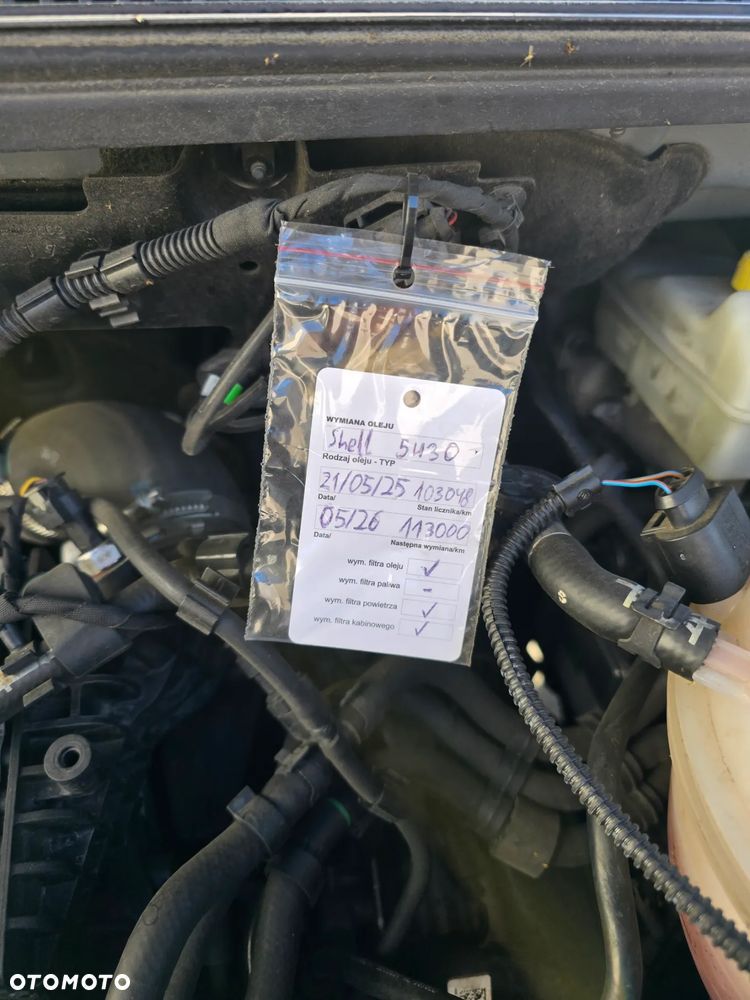 WYMIANA OLEJU
Shell 5W30
Rodzaj oleju - TYP
21/05/25 103048
Data/ Stan licznika/km
05/26 113000
Data/ Następna wymiana/km
wym. filtra oleju ✓
wym. filtra paliwa -
wym. filtra powietrza ✓
wym. filtra kabinowego ✓
OTOMOTO